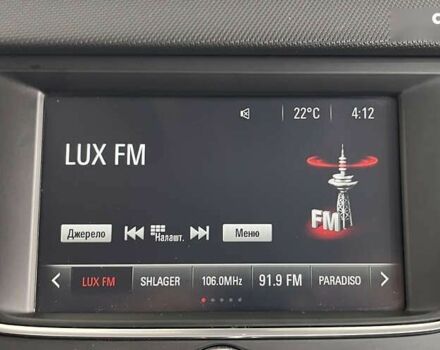 22°C
4:12
LUX FM
FM
Джерело
Налашт.
Меню
LUX FM
SHLAGER
106.0MHz
91.9 FM
PARADISO